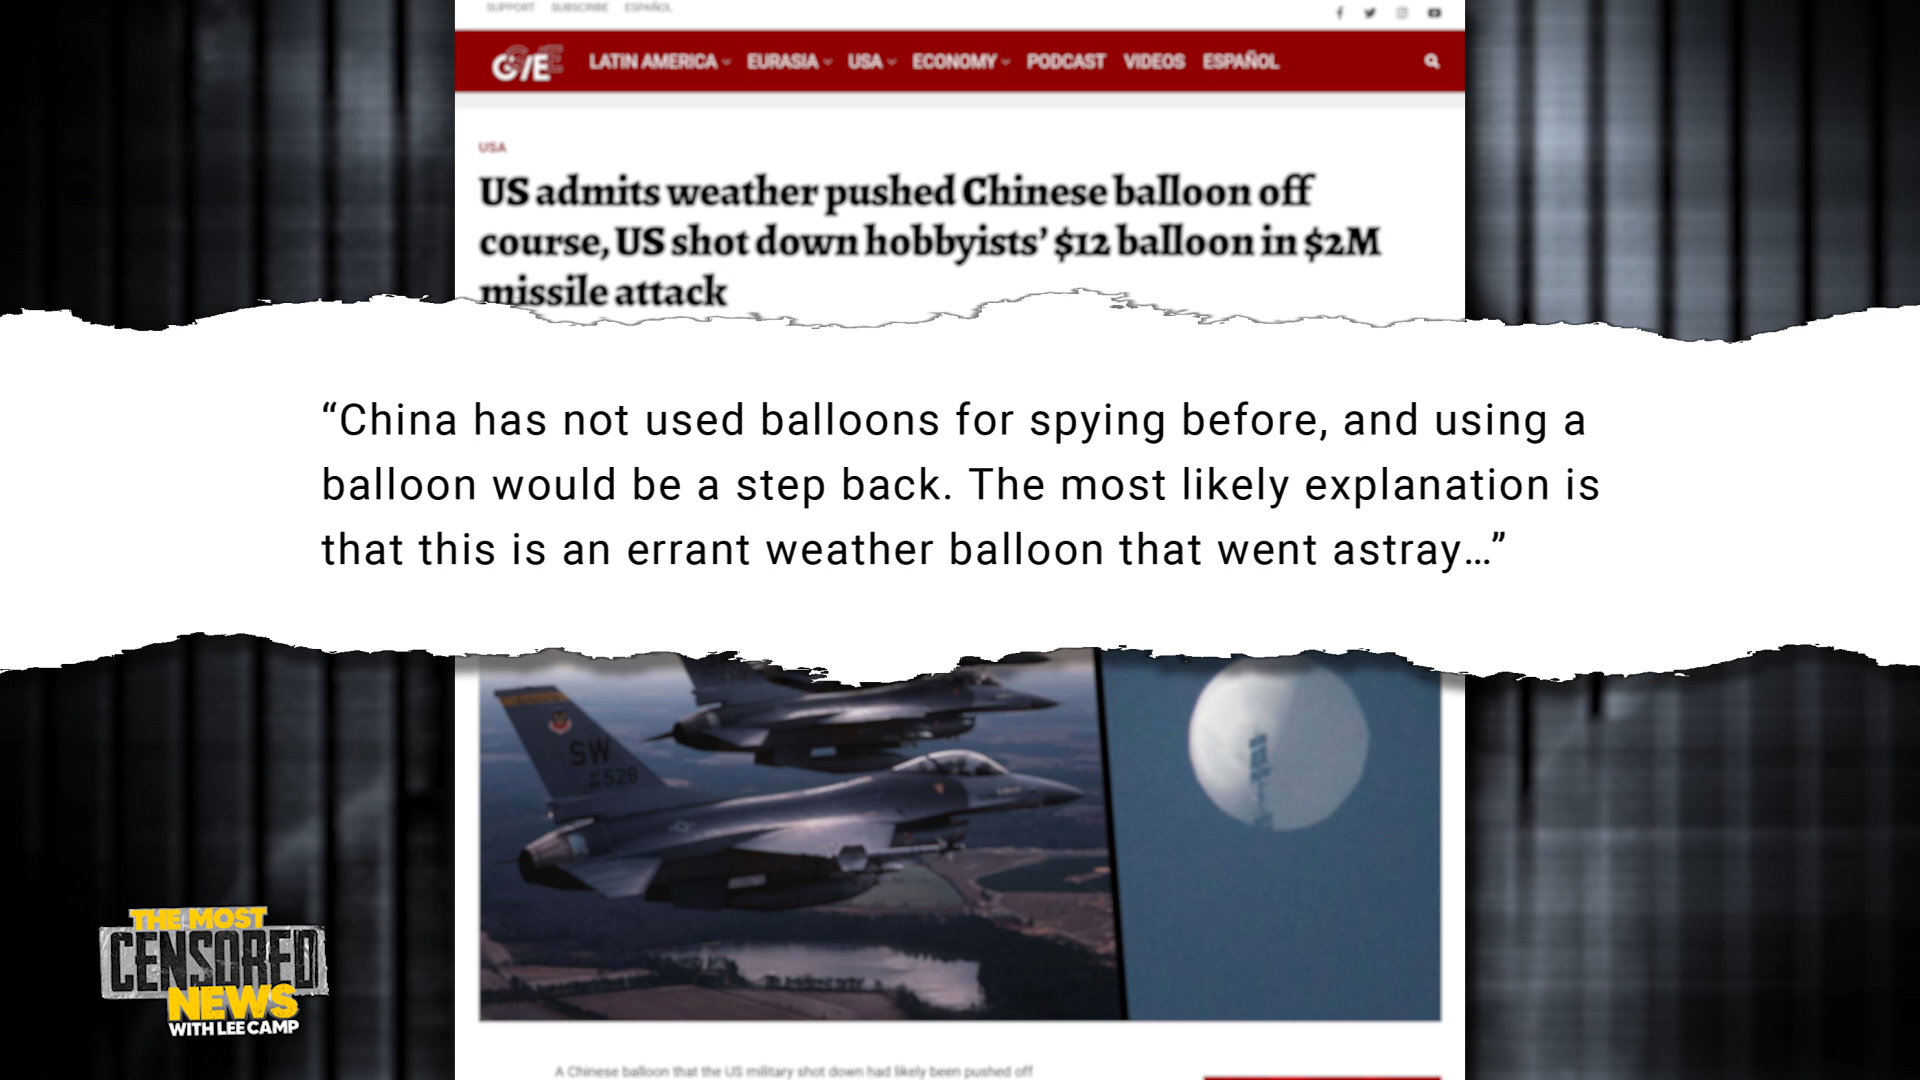 SUPPORT SUBSCRIBE ESPAÑOL
G/E LATIN AMERICA EURASIA USA ECONOMY PODCAST VIDEOS ESPAÑOL
USA
US admits weather pushed Chinese balloon off
course, US shot down hobbyists’ $12 balloon in $2M
missile attack
“China has not used balloons for spying before, and using a
balloon would be a step back. The most likely explanation is
that this is an errant weather balloon that went astray…”
SW
528
THE MOST
CENSORED
NEWS
WITH LEE CAMP
A Chinese balloon that the US military shot down had likely been pushed off